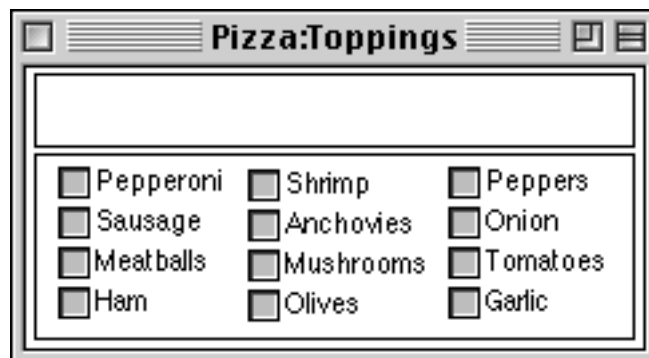 Pizza:Toppings
Pepperoni Shrimp Peppers
Sausage Anchovies Onion
Meatballs Mushrooms Tomatoes
Ham Olives Garlic